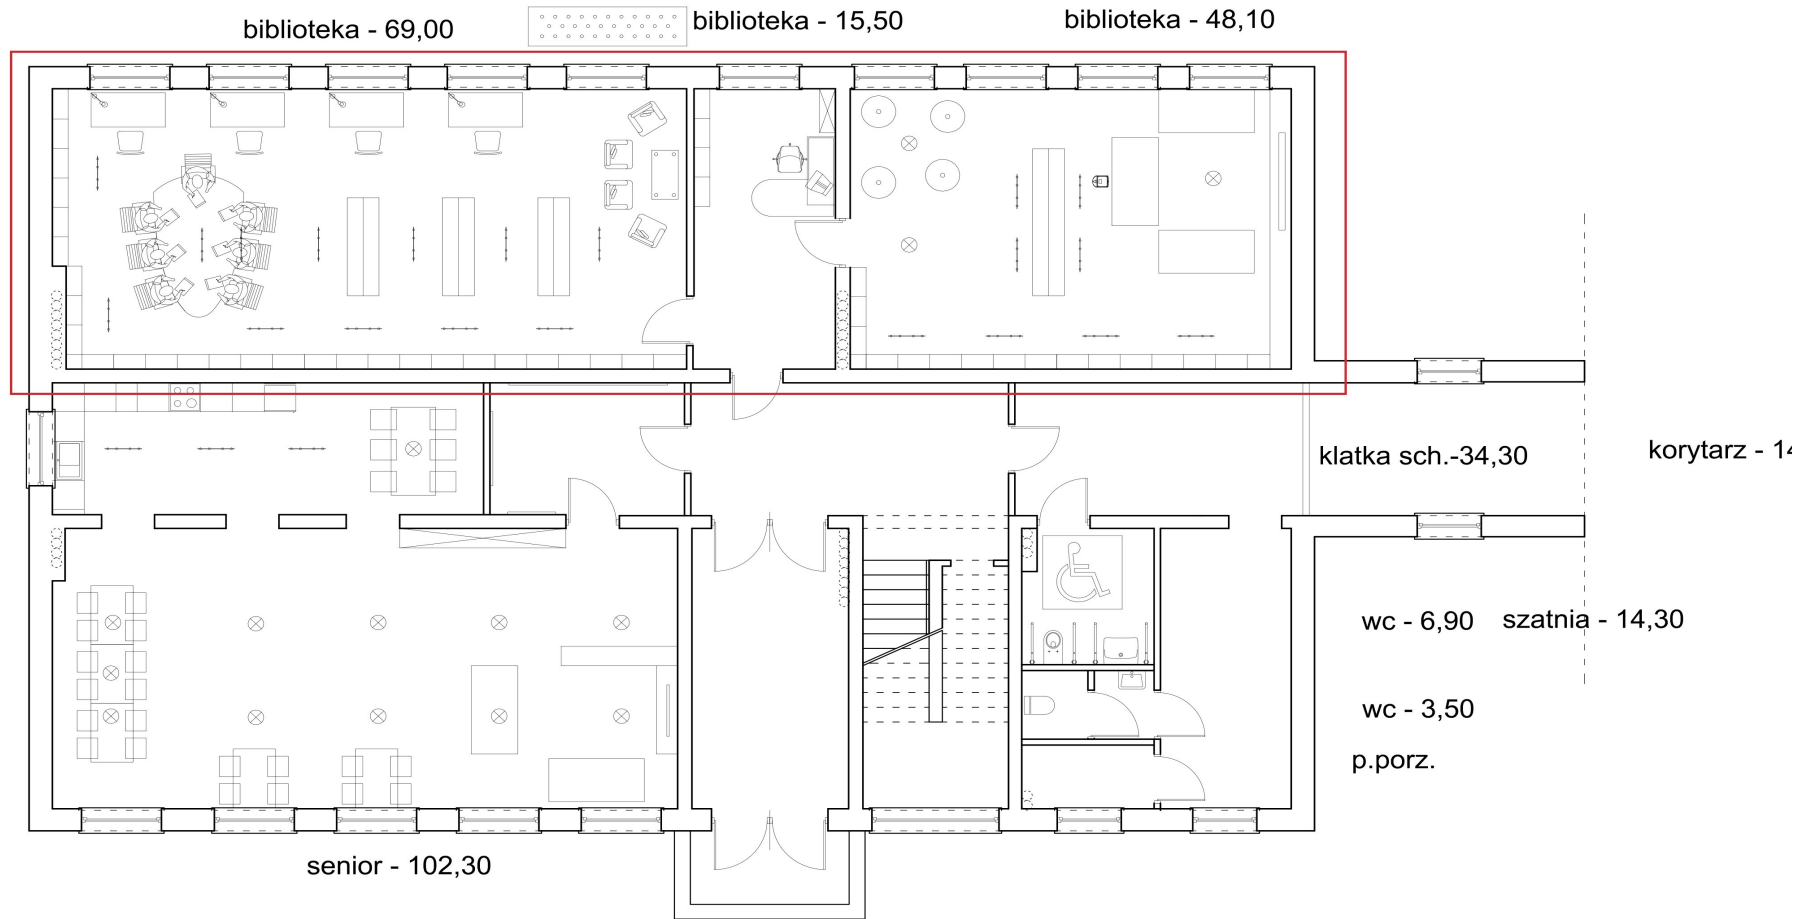 biblioteka - 69,00
biblioteka - 15,50
biblioteka - 48,10
klatka sch.-34,30
korytarz - 14
wc - 6,90
szatnia - 14,30
wc - 3,50
p.porz.
senior - 102,30